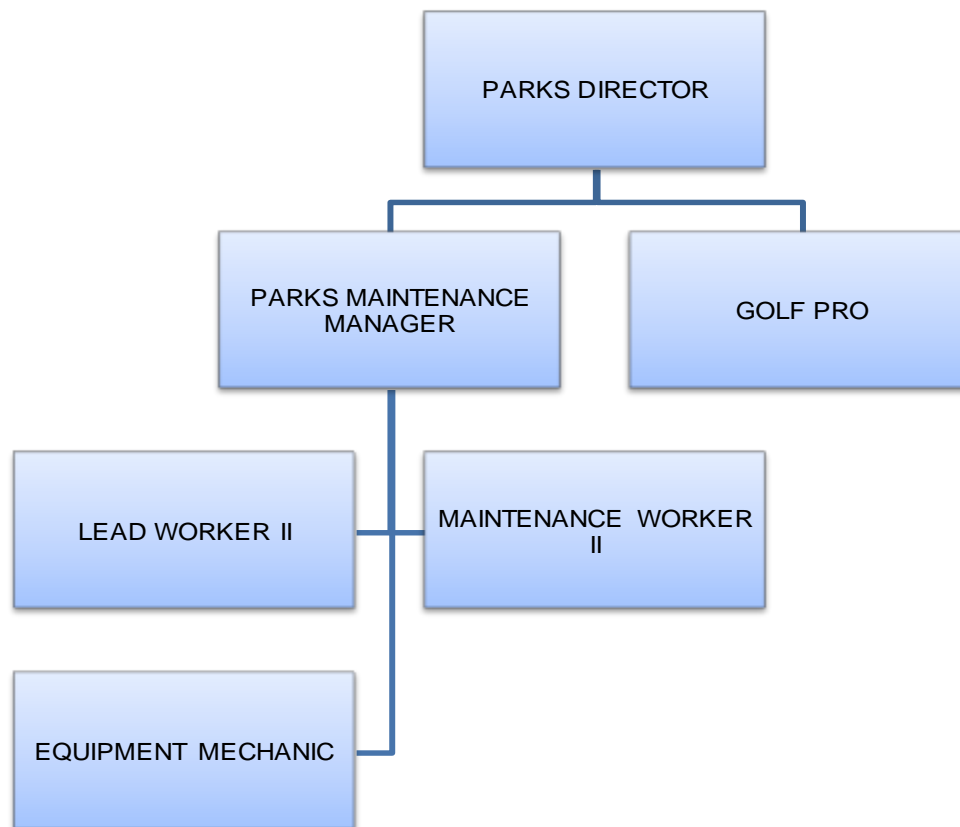 PARKS DIRECTOR
PARKS MAINTENANCE
MANAGER
GOLF PRO
LEAD WORKER II
MAINTENANCE WORKER
II
EQUIPMENT MECHANIC